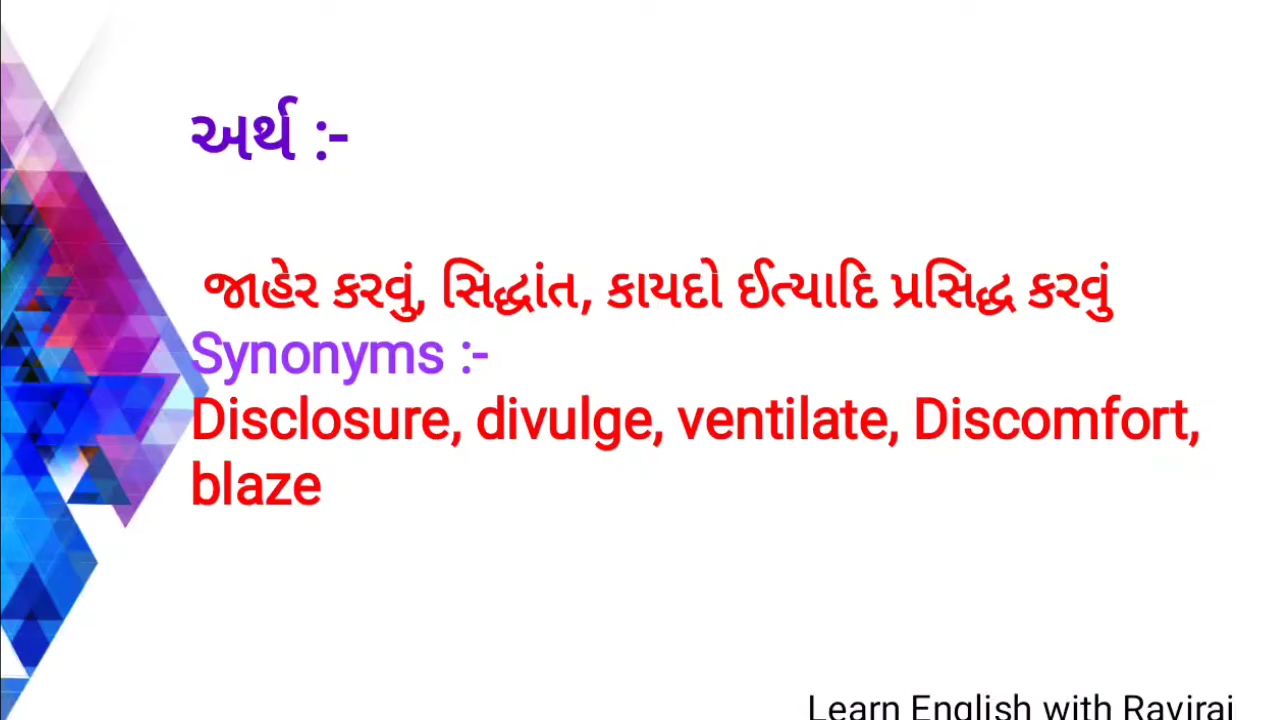 અર્થ :-
જાહેર કરવું, સિદ્ધાંત, કાયદો ઈત્યાદિ પ્રસિદ્ધ કરવું
Synonyms :-
Disclosure, divulge, ventilate, Discomfort,
blaze
Learn English with Raviraj